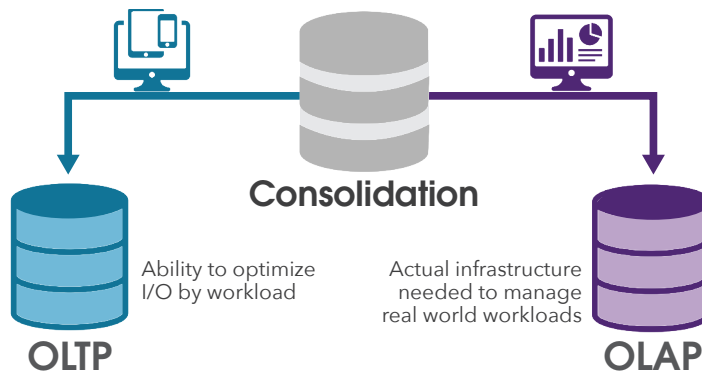 Consolidation
Ability to optimize
I/O by workload
OLTP
Actual infrastructure
needed to manage
real world workloads
OLAP